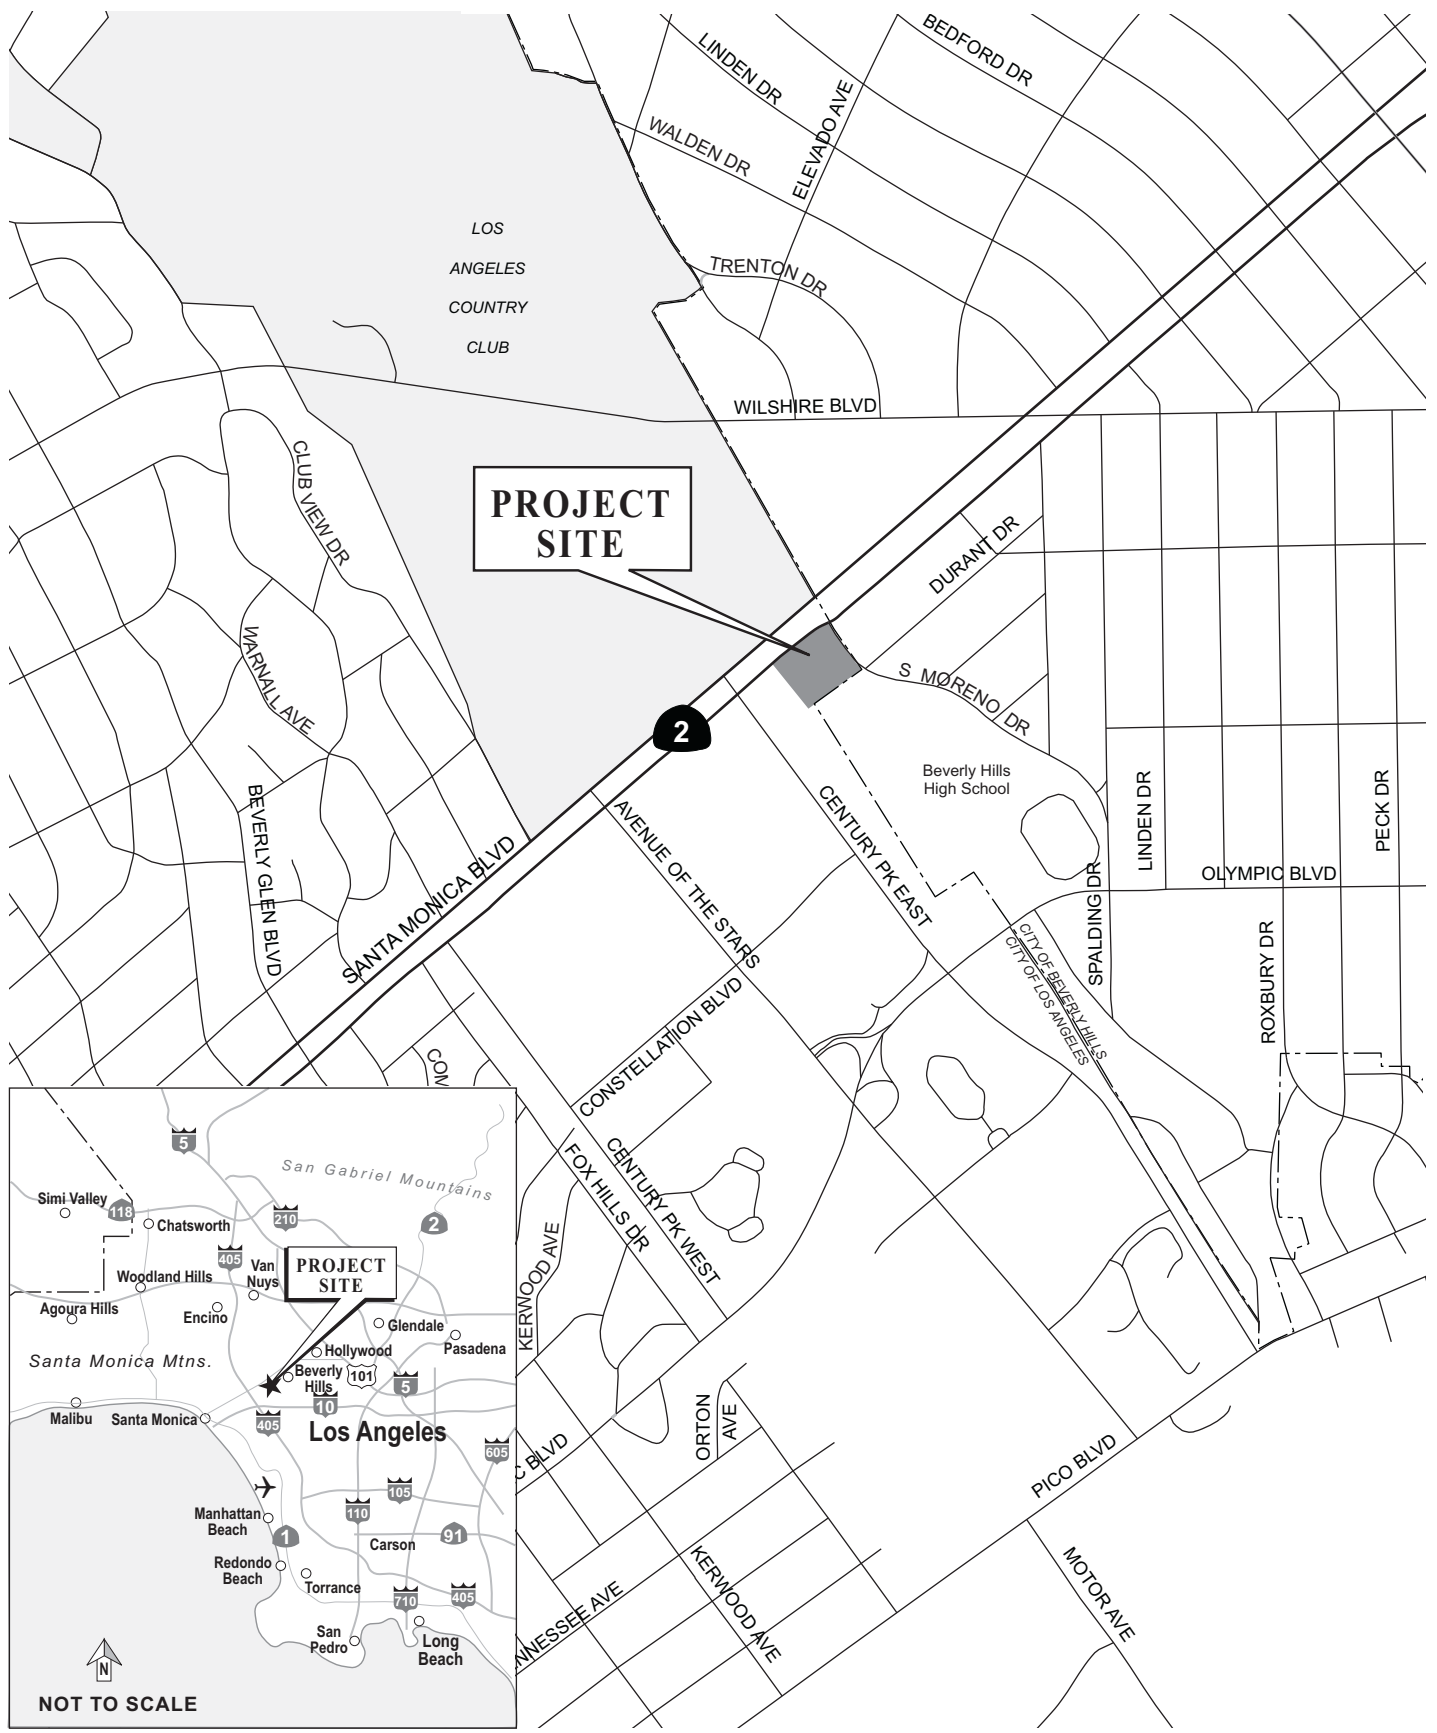 BEDFORD DR
LINDEN DR
WALDEN DR
ELEVADO AVE
TRENTON DR
LOS
ANGELES
COUNTRY
CLUB
WILSHIRE BLVD
CLUB VIEW DR
PROJECT
SITE
DURANT DR
WARNALL AVE
S MORENO DR
2
Beverly Hills
High School
BEVERLY GLEN BLVD
SANTA MONICA BLVD
AVENUE OF THE STARS
CENTURY PK EAST
LINDEN DR
PECK DR
OLYMPIC BLVD
SPALDING DR
ROXBURY DR
CITY OF BEVERLY HILLS
CITY OF LOS ANGELES
CONSTELLATION BLVD
COM
FOX HILLS DR
CENTURY PK WEST
KERWOOD AVE
ORTON
AVE
C BLVD
PICO BLVD
MOTOR AVE
KERWOOD AVE
NNESSEE AVE
5
San Gabriel Mountains
Simi Valley
118
Chatsworth
210
2
405
Van
Nuys
PROJECT
SITE
Woodland Hills
Agoura Hills
Encino
Glendale
Pasadena
Hollywood
Santa Monica Mtns.
Beverly
Hills
101
5
10
Malibu
Santa Monica
405
Los Angeles
605
105
110
Manhattan
Beach
1
Carson
91
Redondo
Beach
Torrance
710
405
San
Pedro
Long
Beach
N
NOT TO SCALE